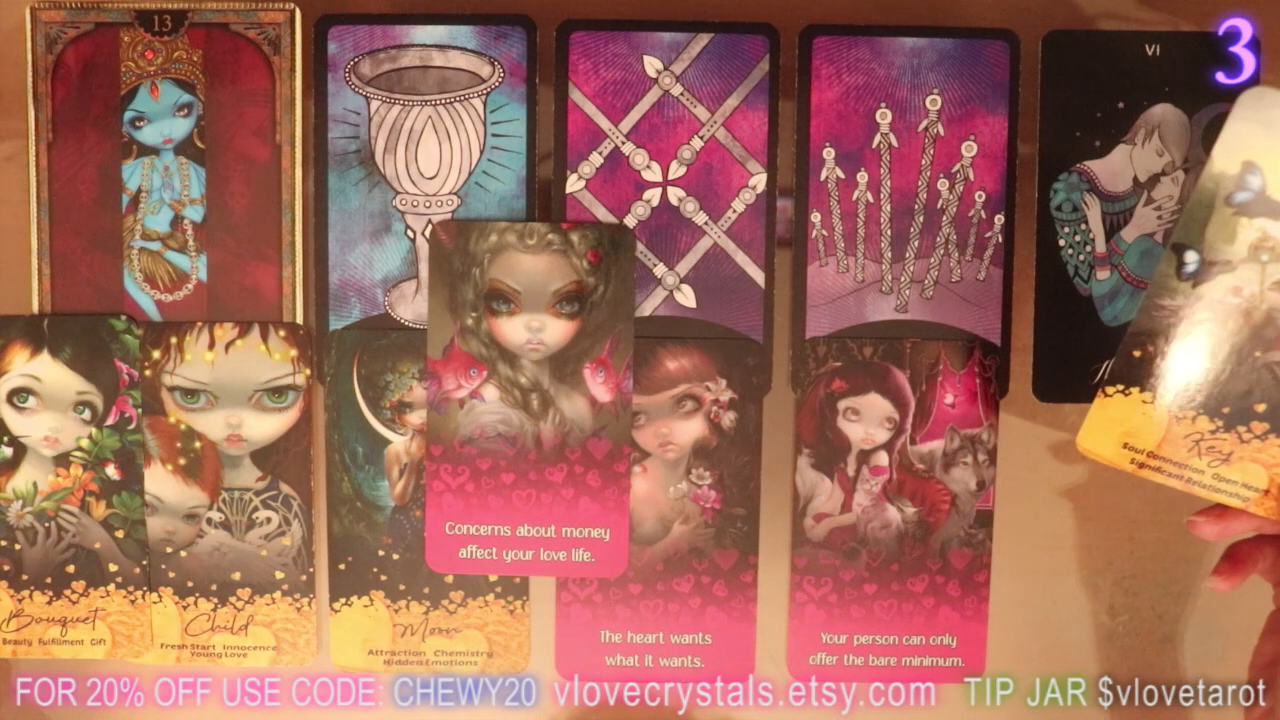 13
VI
3
Key
Soul Connection Open Hea
Significant Relationship
Concerns about money
affect your love life.
Bouquet
Beauty Fulfillment Gift
Child
Fresh Start Innocence
Young Love
Moon
Attraction Chemistry
Hidden Emotions
The heart wants
what it wants.
Your person can only
offer the bare minimum.
FOR 20% OFF USE CODE: CHEWY20 vlovecrystals.etsy.com TIP JAR $vlovetarot